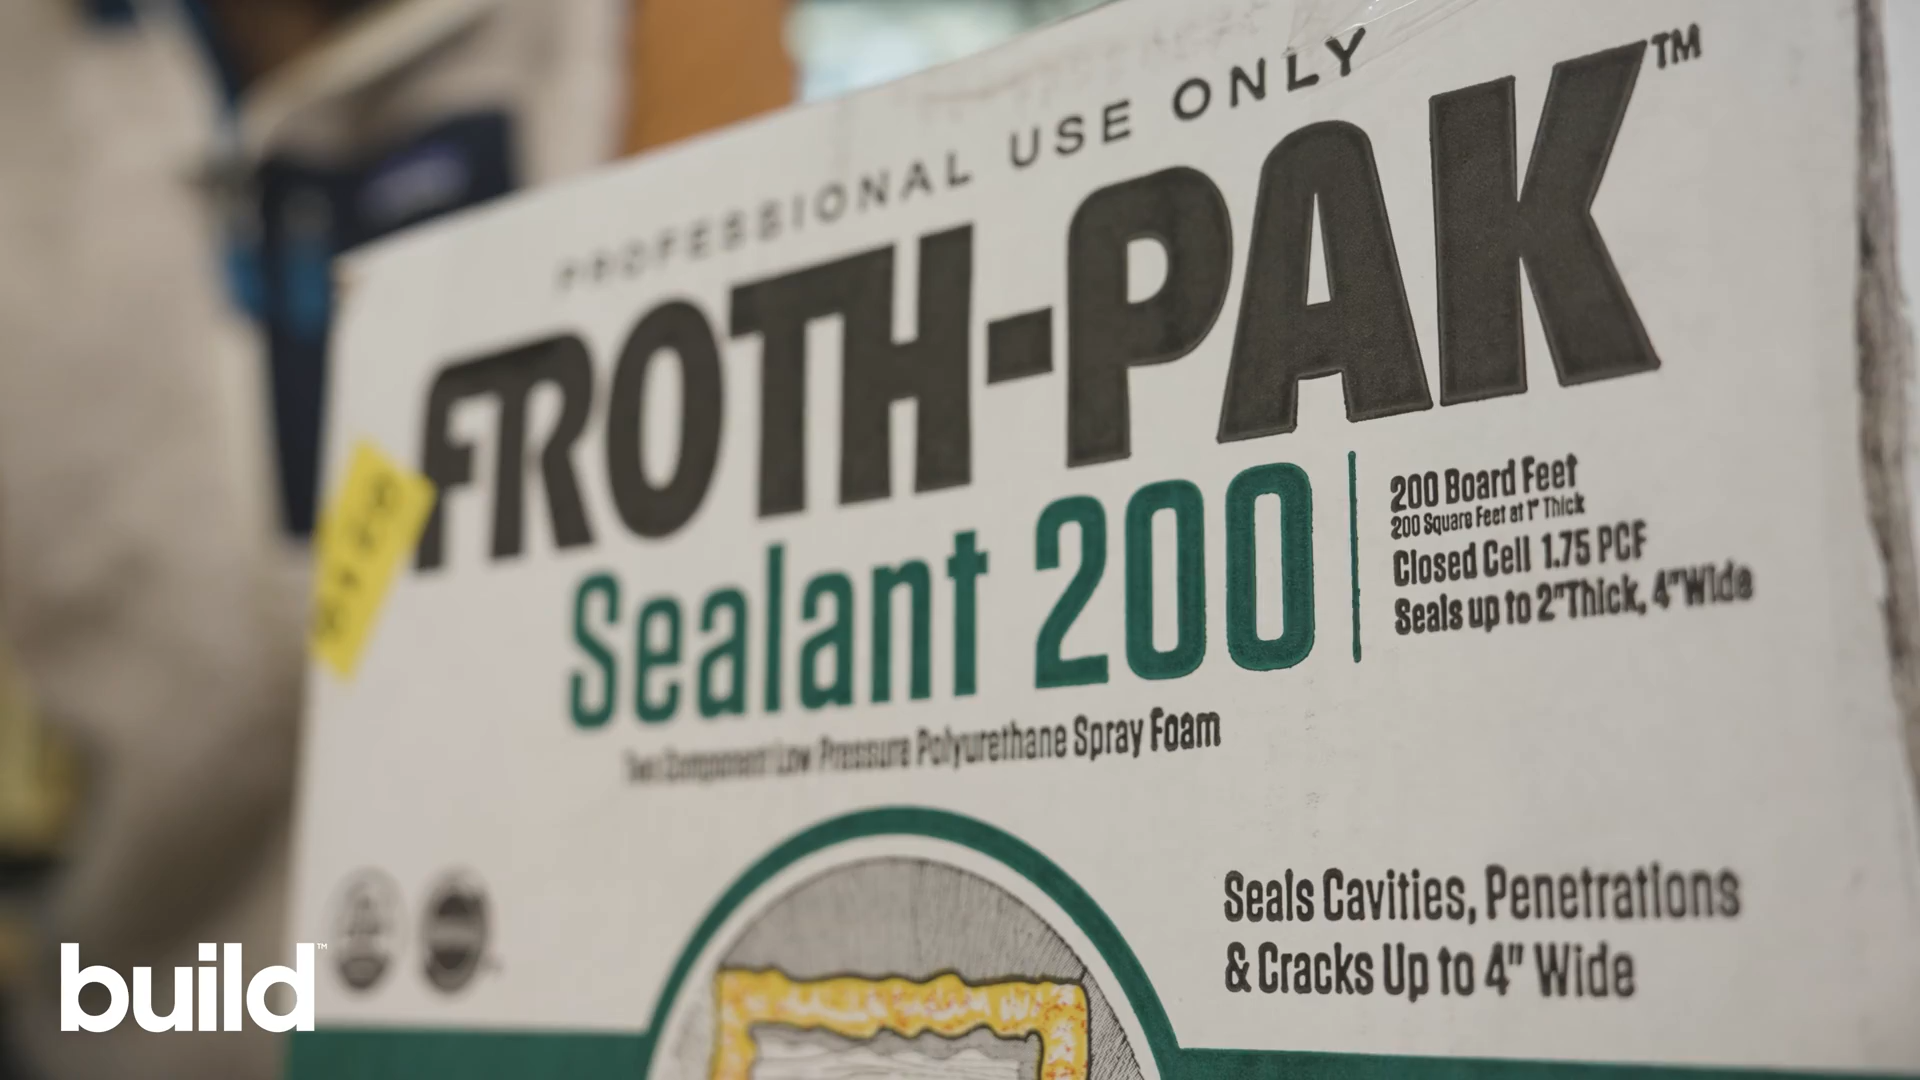 PROFESSIONAL USE ONLY
FROTH-PAK™
Sealant 200
200 Board Feet
200 Square Feet at 1" Thick
Closed Cell 1.75 PCF
Seals up to 2" Thick, 4" Wide
Two Component Low Pressure Polyurethane Spray Foam
Seals Cavities, Penetrations
& Cracks Up to 4" Wide
build™